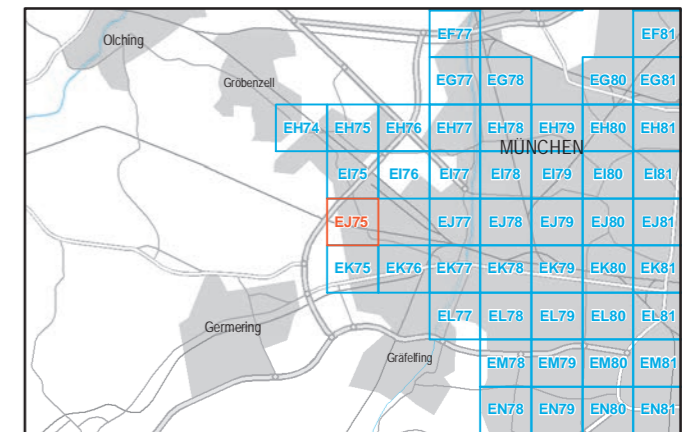 EF77 EF81
Olching
EG77 EG78 EG80 EG81
Gröbenzell
EH74 EH75 EH76 EH77 EH78 EH79 EH80 EH81
MÜNCHEN
EI75 EI76 EI77 EI78 EI79 EI80 EI81
EJ75 EJ77 EJ78 EJ79 EJ80 EJ81
EK75 EK76 EK77 EK78 EK79 EK80 EK81
EL77 EL78 EL79 EL80 EL81
Germering
Gräfelfing
EM78 EM79 EM80 EM81
EN78 EN79 EN80 EN81